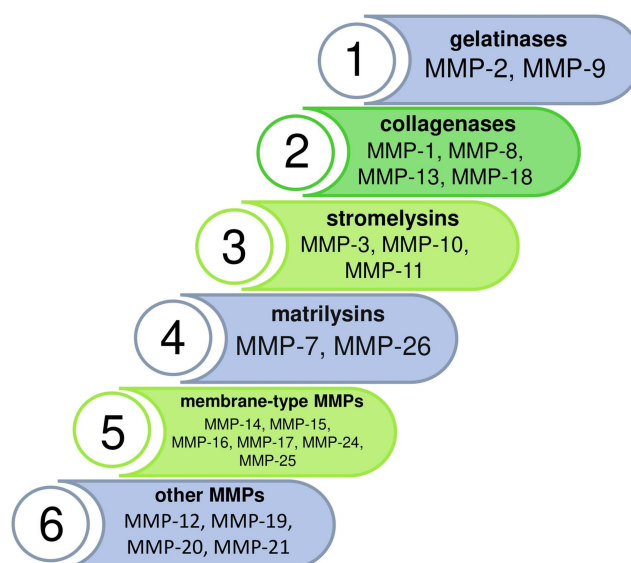 1
gelatinases
MMP-2, MMP-9
2
collagenases
MMP-1, MMP-8,
MMP-13, MMP-18
3
stromelysins
MMP-3, MMP-10,
MMP-11
4
matrilysins
MMP-7, MMP-26
5
membrane-type MMPs
MMP-14, MMP-15,
MMP-16, MMP-17, MMP-24,
MMP-25
6
other MMPs
MMP-12, MMP-19,
MMP-20, MMP-21